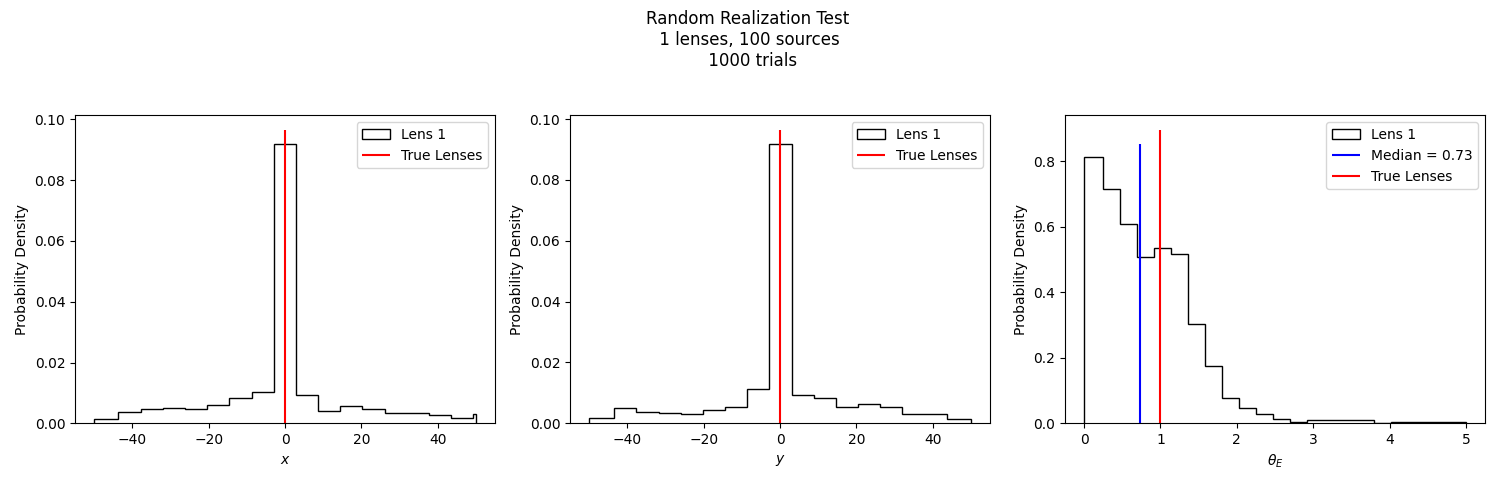 Random Realization Test
1 lenses, 100 sources
1000 trials
Probability Density
0.10
0.08
0.06
0.04
0.02
0.00
Lens 1
True Lenses
−40
−20
0
20
40
x
Probability Density
0.10
0.08
0.06
0.04
0.02
0.00
Lens 1
True Lenses
−40
−20
0
20
40
y
Probability Density
0.8
0.6
0.4
0.2
0.0
Lens 1
Median = 0.73
True Lenses
0
1
2
3
4
5
θ_E